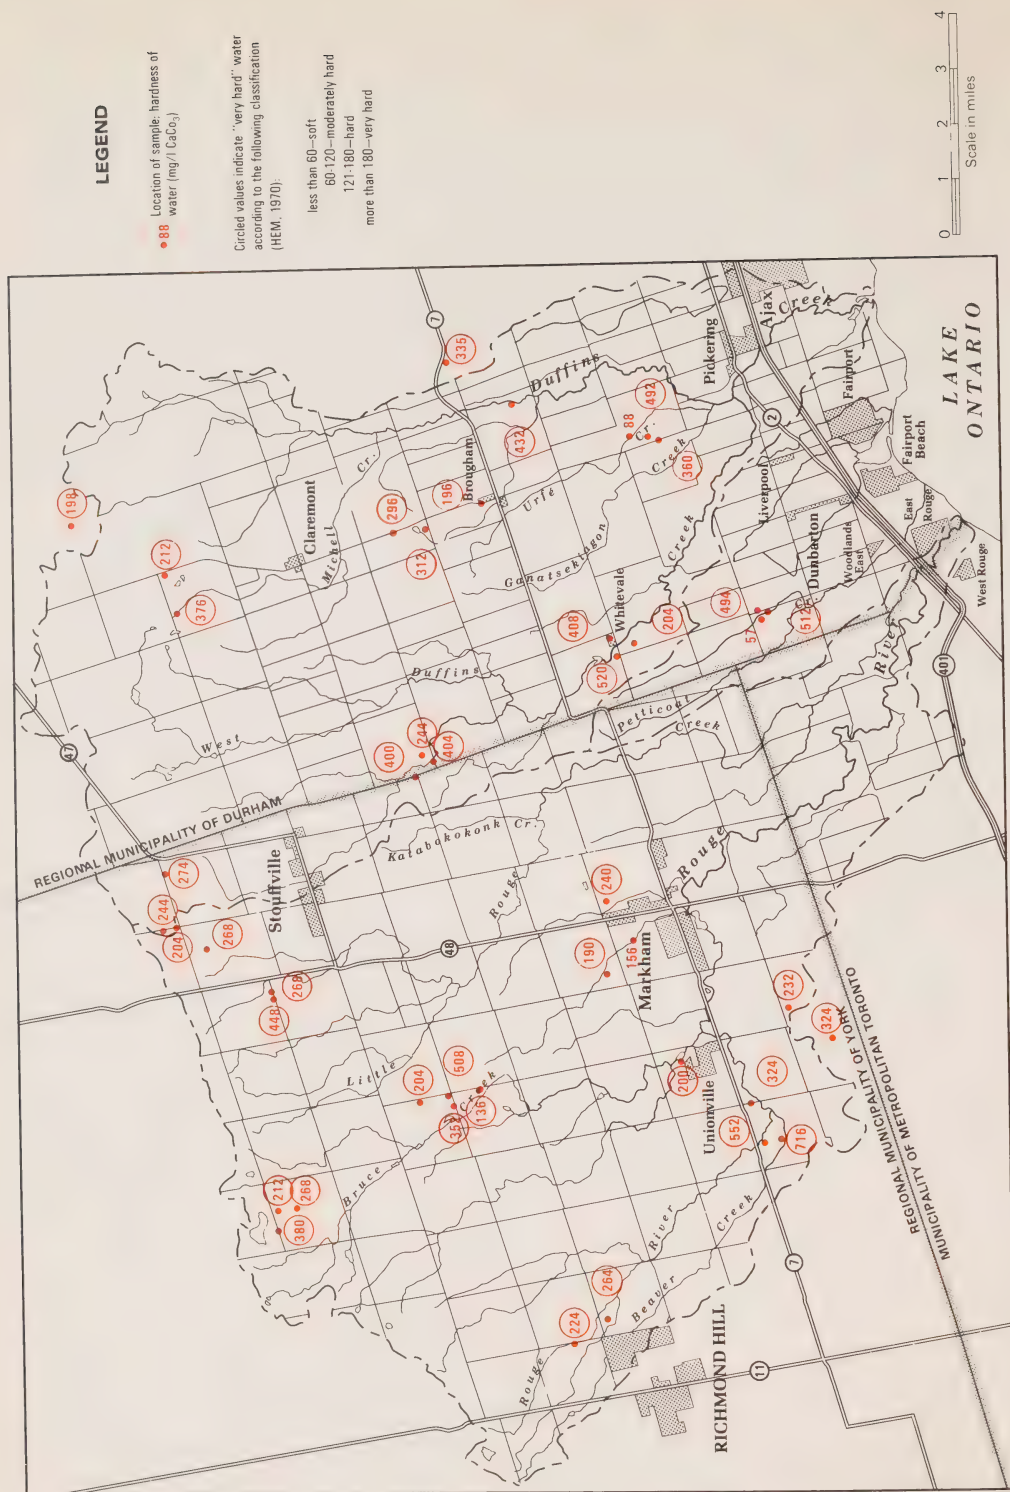 LEGEND
88 Location of sample; hardness of
water (mg/l CaCo3)
Circled values indicate "very hard" water
according to the following classification
(HEM, 1970):
less than 60—soft
60-120—moderately hard
121-180—hard
more than 180—very hard
0 1 2 3 4
Scale in miles
LAKE
ONTARIO
REGIONAL MUNICIPALITY OF DURHAM
REGIONAL MUNICIPALITY OF YORK
MUNICIPALITY OF METROPOLITAN TORONTO
RICHMOND HILL
Unionville
Markham
Stouffville
Claremont
Brougham
Whitevale
Pickering
Ajax
Fairport
Fairport
Beach
Liverpool
Dunbarton
Woodlands
East
East
Rouge
West Rouge
Michell
Cr.
Duffins
Creek
Urfé
Cr.
Creek
Ganatsekiagon
Creek
West
Duffins
Petticoat
Creek
Cr.
River
Katabokokonk Cr.
Rouge
Rouge
Little
Bruce
Creek
Rouge
River
Beaver
Creek
47
48
7
7
2
401
11
198
212
376
296
312
196
335
432
88
492
360
408
520
204
494
57
512
400
244
404
274
244
204
268
268
448
240
190
156
232
324
324
200
552
716
204
508
352
136
212
268
380
224
264